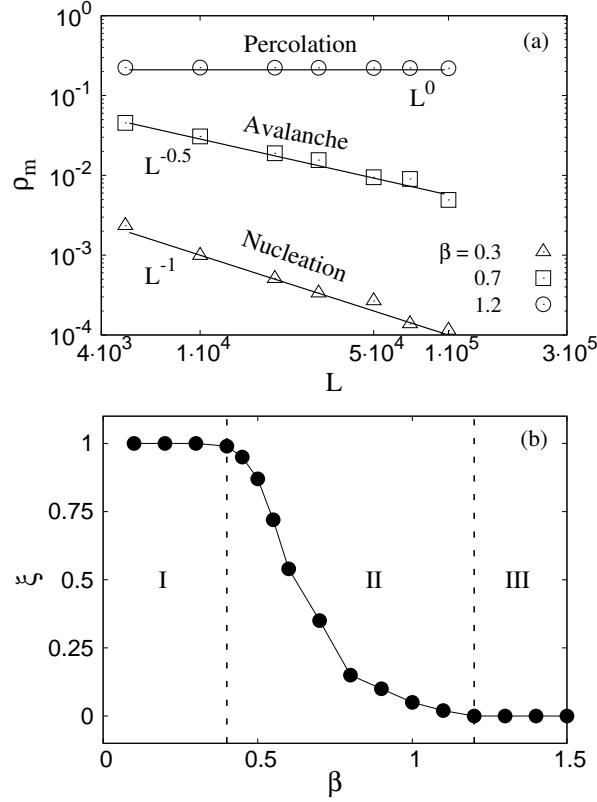 (a)
10^0
10^-1
10^-2
10^-3
10^-4
ρ_m
Percolation
L^0
Avalanche
L^-0.5
Nucleation
L^-1
β = 0.3
0.7
1.2
4·10^3
1·10^4
5·10^4
1·10^5
3·10^5
L
(b)
1
0.75
0.5
0.25
0
ξ
I
II
III
0
0.5
1
1.5
β